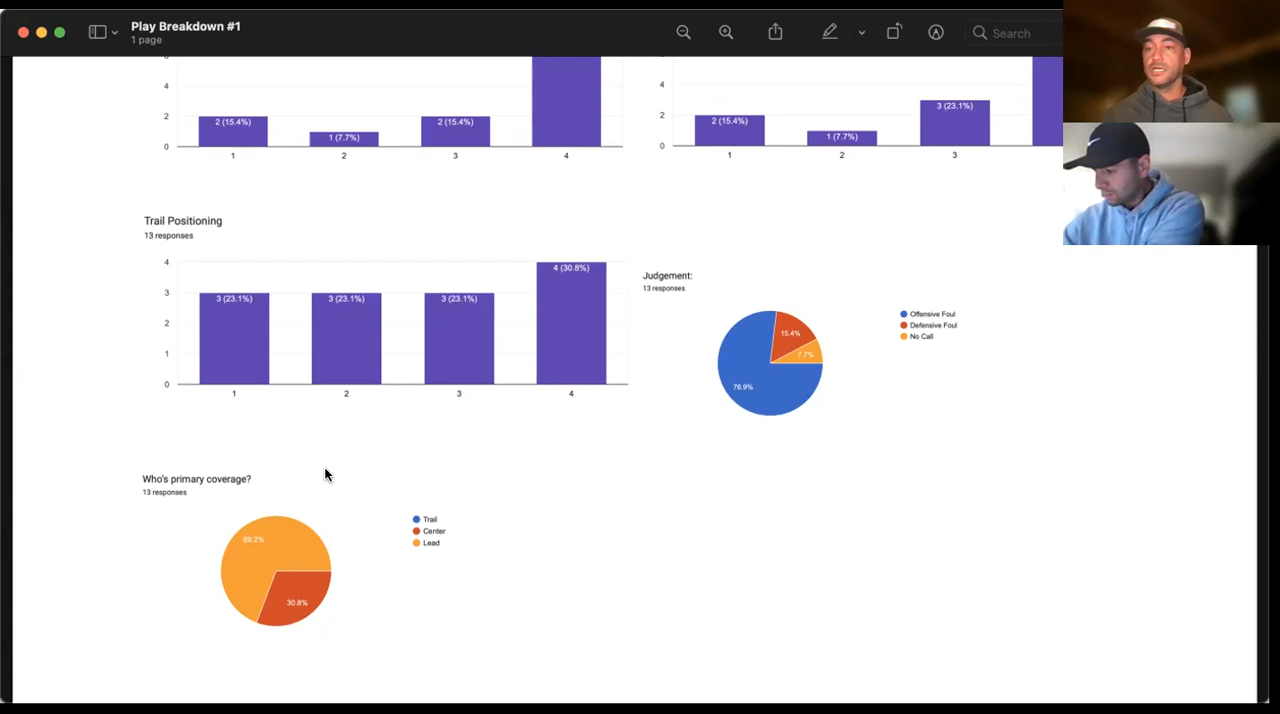 Play Breakdown #1
1 page
Search
4
2
0
2 (15.4%)
1 (7.7%)
2 (15.4%)
1
2
3
4
4
2
0
2 (15.4%)
1 (7.7%)
3 (23.1%)
1
2
3
Trail Positioning
13 responses
4
3
2
1
0
3 (23.1%)
3 (23.1%)
3 (23.1%)
4 (30.8%)
1
2
3
4
Judgement:
13 responses
15.4%
7.7%
76.9%
Offensive Foul
Defensive Foul
No Call
Who's primary coverage?
13 responses
69.2%
30.8%
Trail
Center
Lead